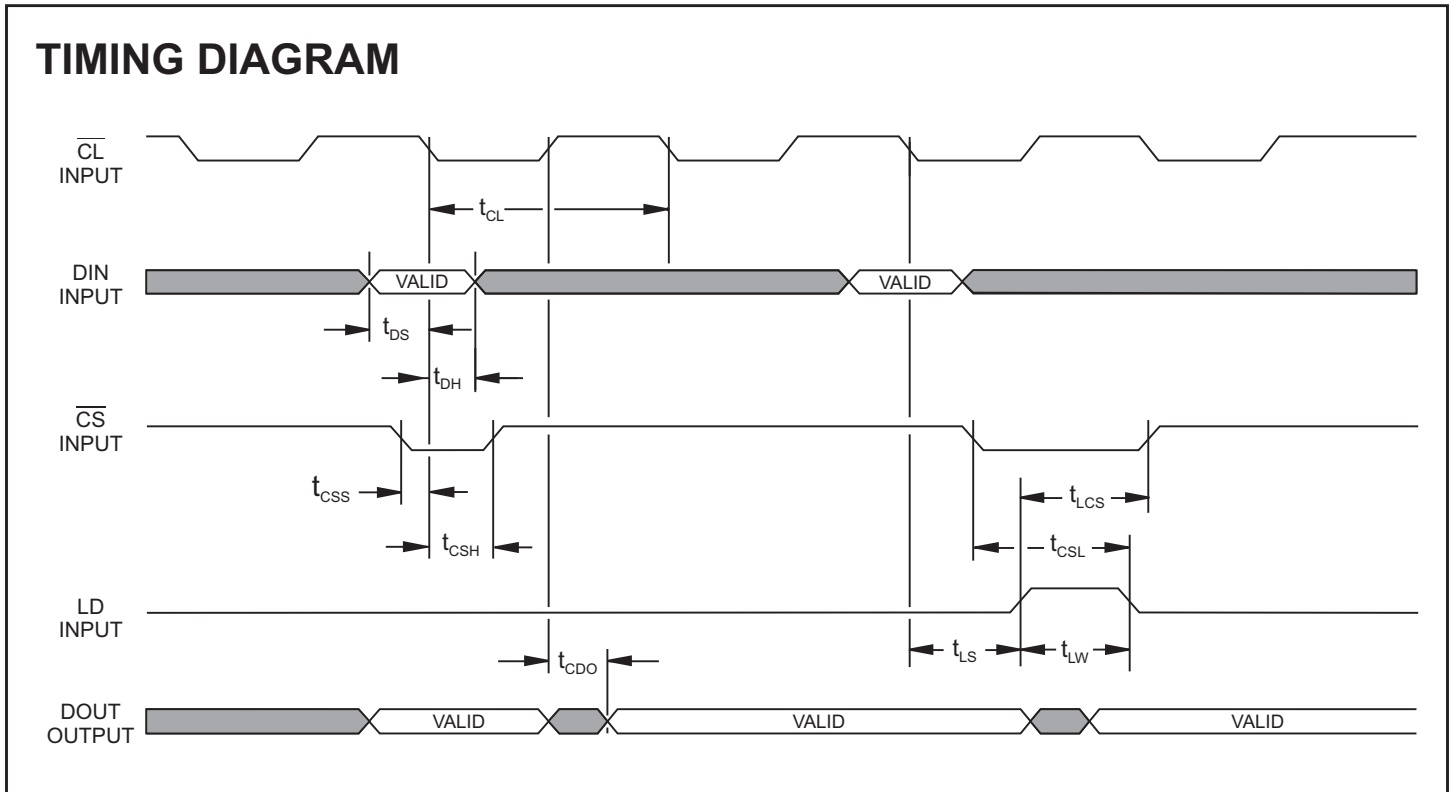 TIMING DIAGRAM
CL
INPUT
tCL
DIN
INPUT
VALID
VALID
tDS
tDH
CS
INPUT
tCSS
tLCS
tCSH
tCSL
LD
INPUT
tCDO
tLS
tLW
DOUT
OUTPUT
VALID
VALID
VALID